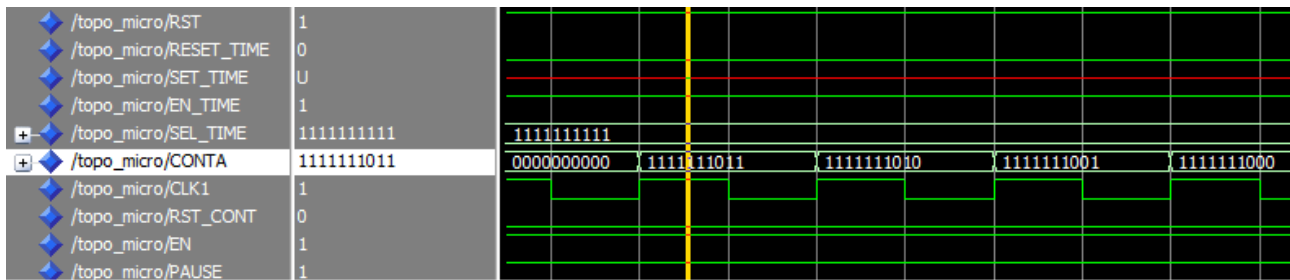 /topo_micro/RST 1
/topo_micro/RESET_TIME 0
/topo_micro/SET_TIME U
/topo_micro/EN_TIME 1
/topo_micro/SEL_TIME 1111111111 1111111111
/topo_micro/CONTA 1111111011 0000000000 1111111011 1111111010 1111111001 1111111000
/topo_micro/CLK1 1
/topo_micro/RST_CONT 0
/topo_micro/EN 1
/topo_micro/PAUSE 1